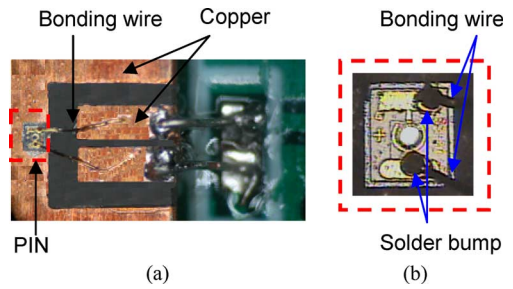 Bonding wire Copper
PIN
(a)
Bonding wire
Solder bump
(b)